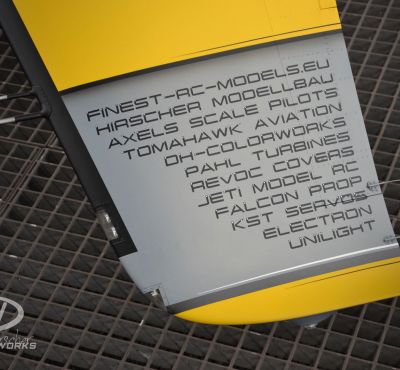 FINEST-RC-MODELS.EU
HIRSCHER MODELLBAU
AXELS SCALE PILOTS
TOMAHAWK AVIATION
DH-COLORWORKS
PAHL TURBINES
REVOC COVERS
JETI MODEL RC
FALCON PROP
KST SERVOS
ELECTRON
UNILIGHT